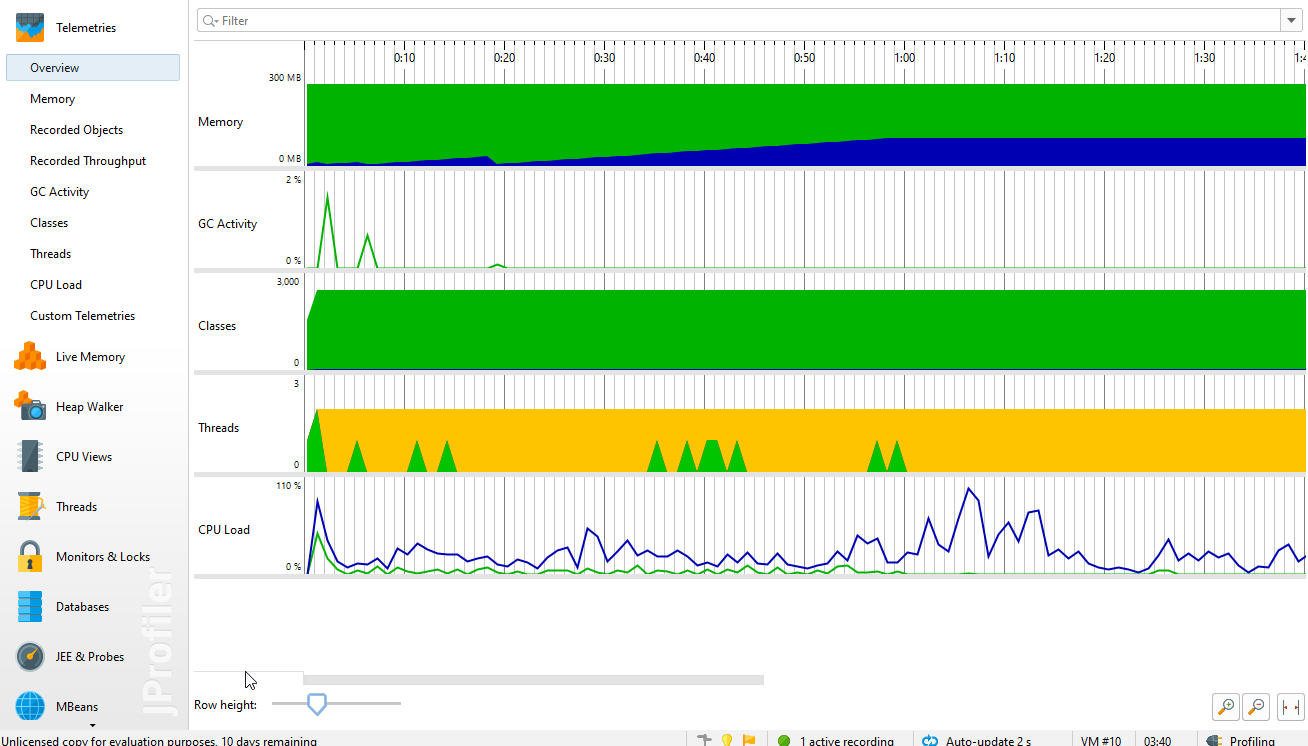 Telemetries
Overview
Memory
Recorded Objects
Recorded Throughput
GC Activity
Classes
Threads
CPU Load
Custom Telemetries
Live Memory
Heap Walker
CPU Views
Threads
Monitors & Locks
Databases
JEE & Probes
MBeans
JProfiler
Filter
0:10 0:20 0:30 0:40 0:50 1:00 1:10 1:20 1:30 1:4
300 MB
Memory
0 MB
2 %
GC Activity
0 %
3,000
Classes
0
3
Threads
0
110 %
CPU Load
0 %
Row height:
Unlicensed copy for evaluation purposes. 10 days remaining 1 active recording Auto-update 2 s VM #10 03:40 Profiling